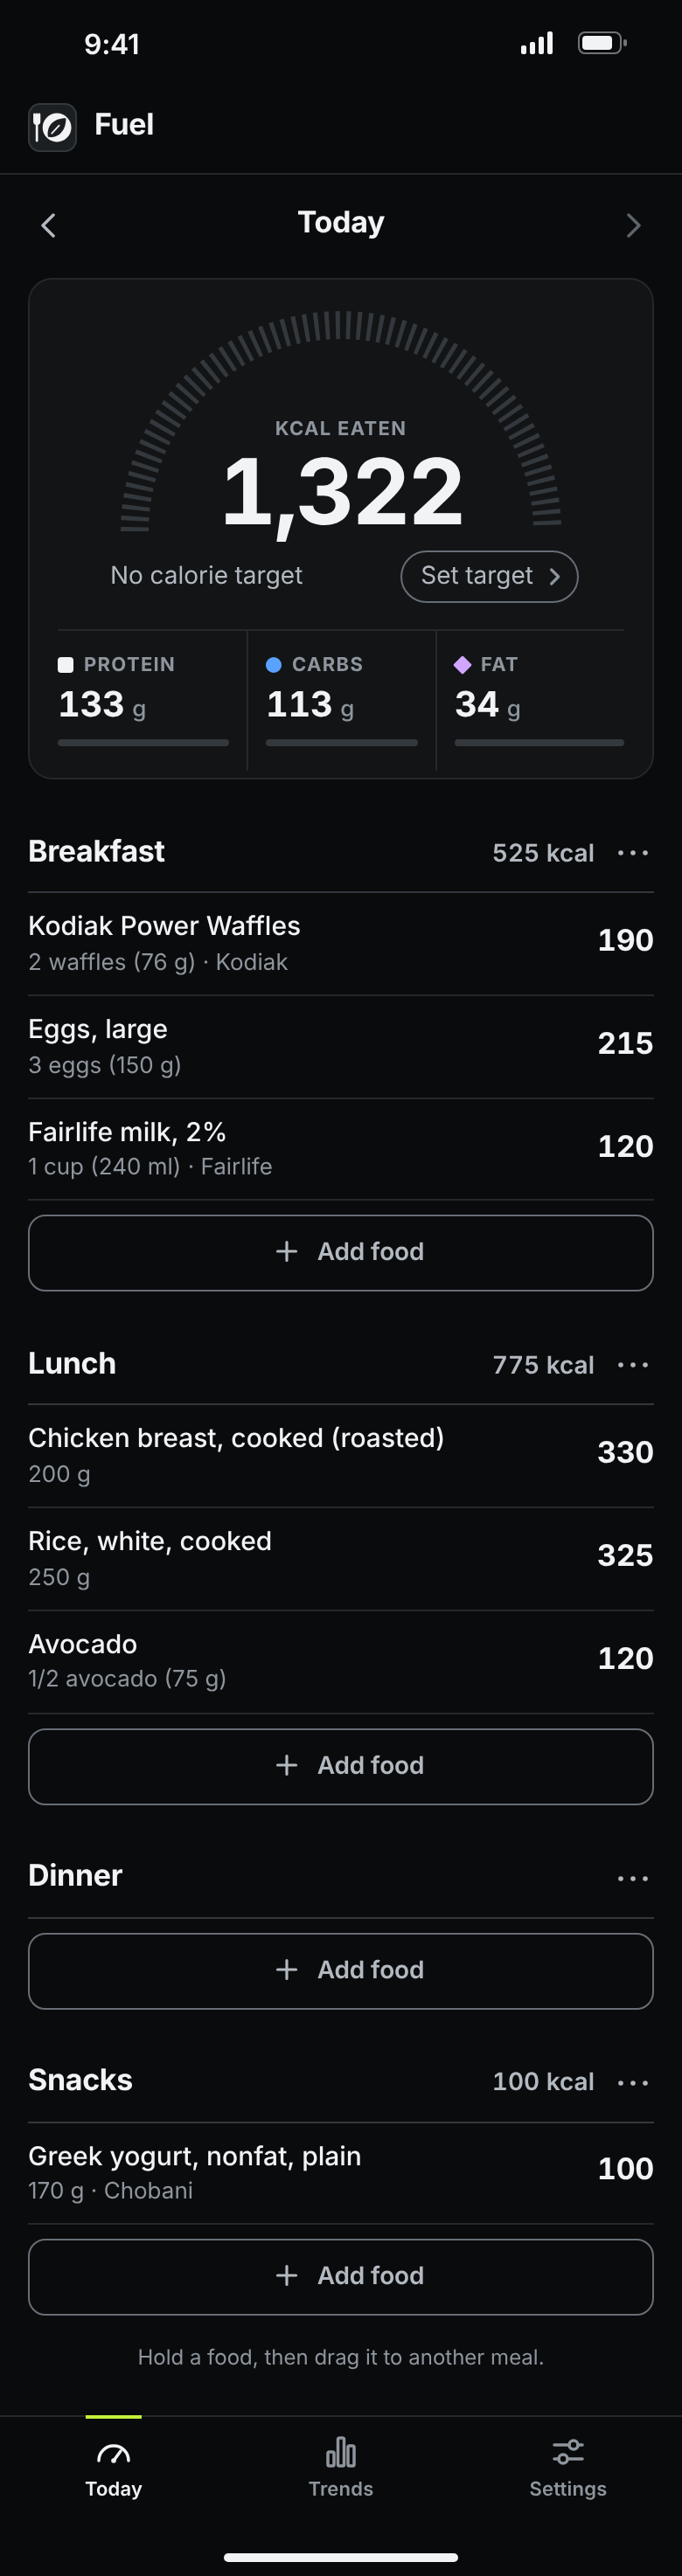 9:41
Fuel
Today
KCAL EATEN
1,322
No calorie target
Set target
PROTEIN
133 g
CARBS
113 g
FAT
34 g
Breakfast
525 kcal
Kodiak Power Waffles
190
2 waffles (76 g) · Kodiak
Eggs, large
215
3 eggs (150 g)
Fairlife milk, 2%
120
1 cup (240 ml) · Fairlife
Add food
Lunch
775 kcal
Chicken breast, cooked (roasted)
330
200 g
Rice, white, cooked
325
250 g
Avocado
120
1/2 avocado (75 g)
Add food
Dinner
Add food
Snacks
100 kcal
Greek yogurt, nonfat, plain
100
170 g · Chobani
Add food
Hold a food, then drag it to another meal.
Today
Trends
Settings